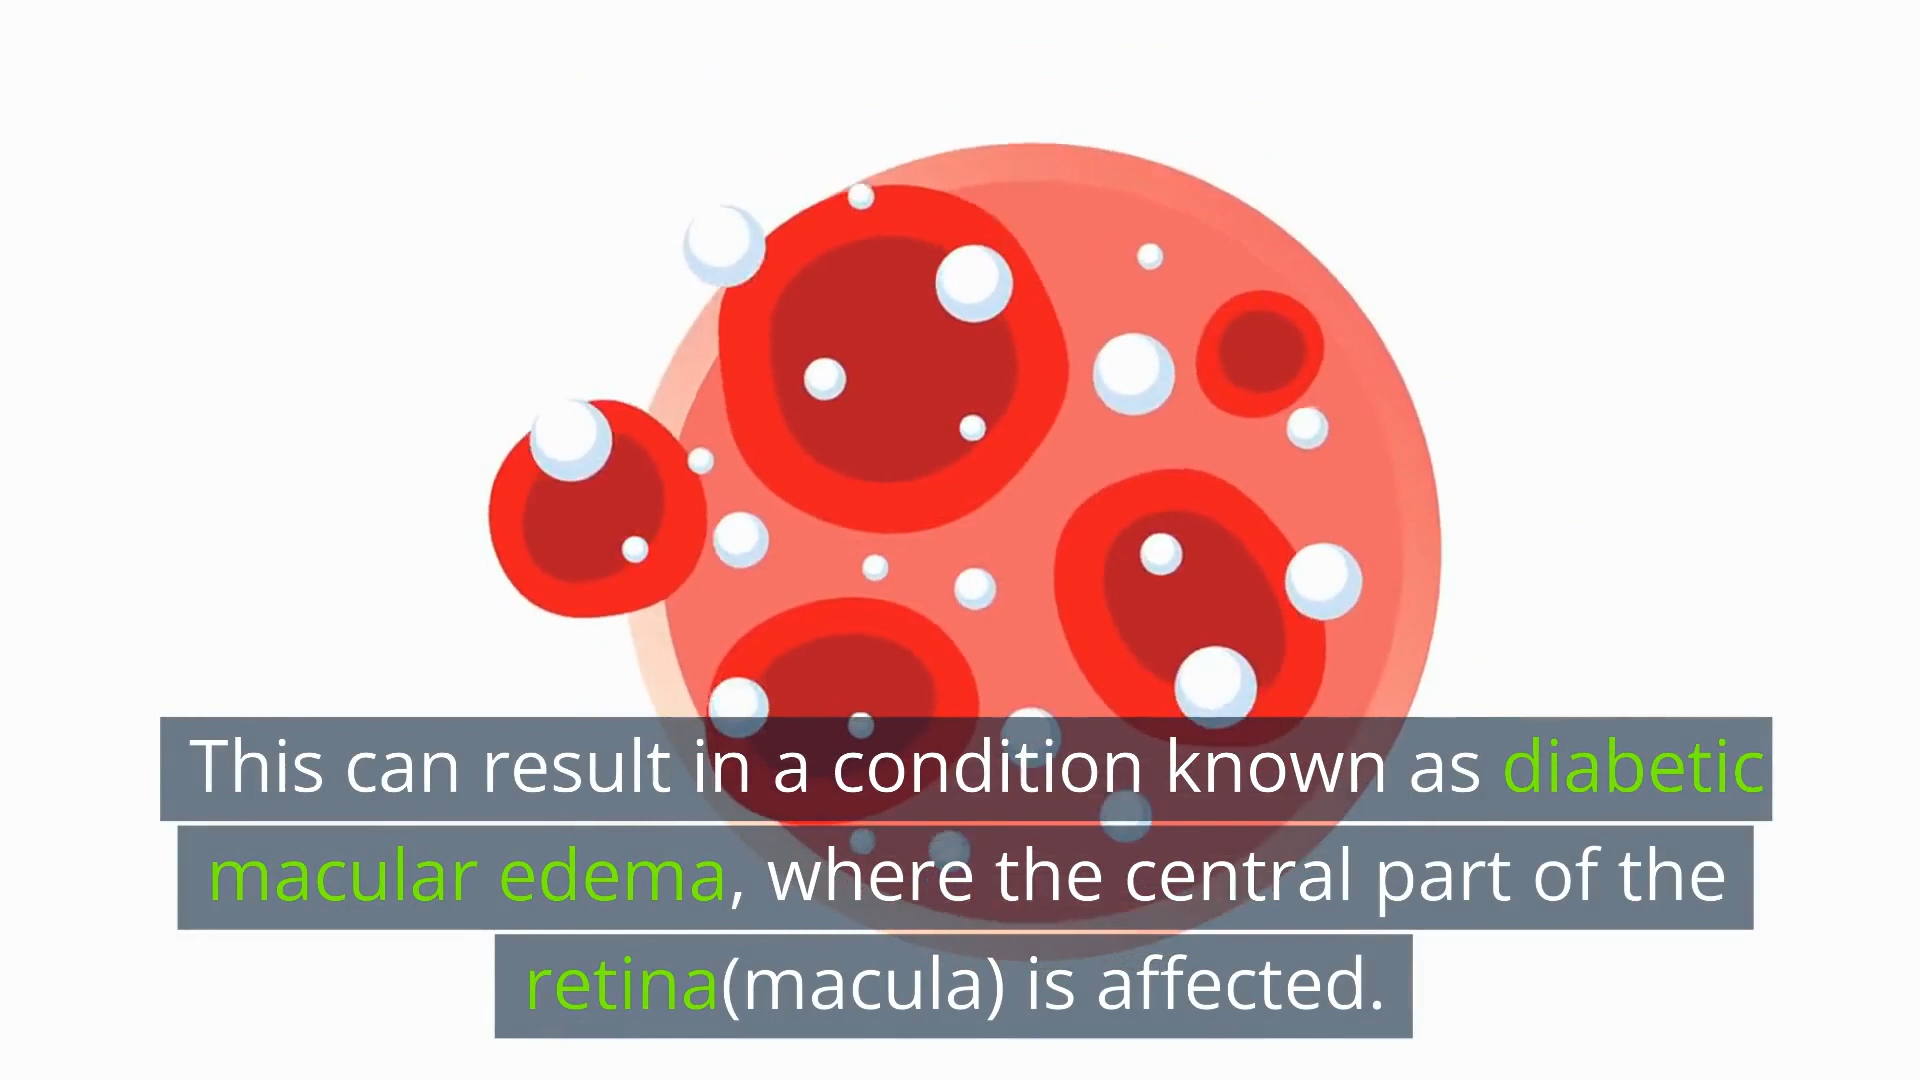 This can result in a condition known as diabetic
macular edema, where the central part of the
retina(macula) is affected.